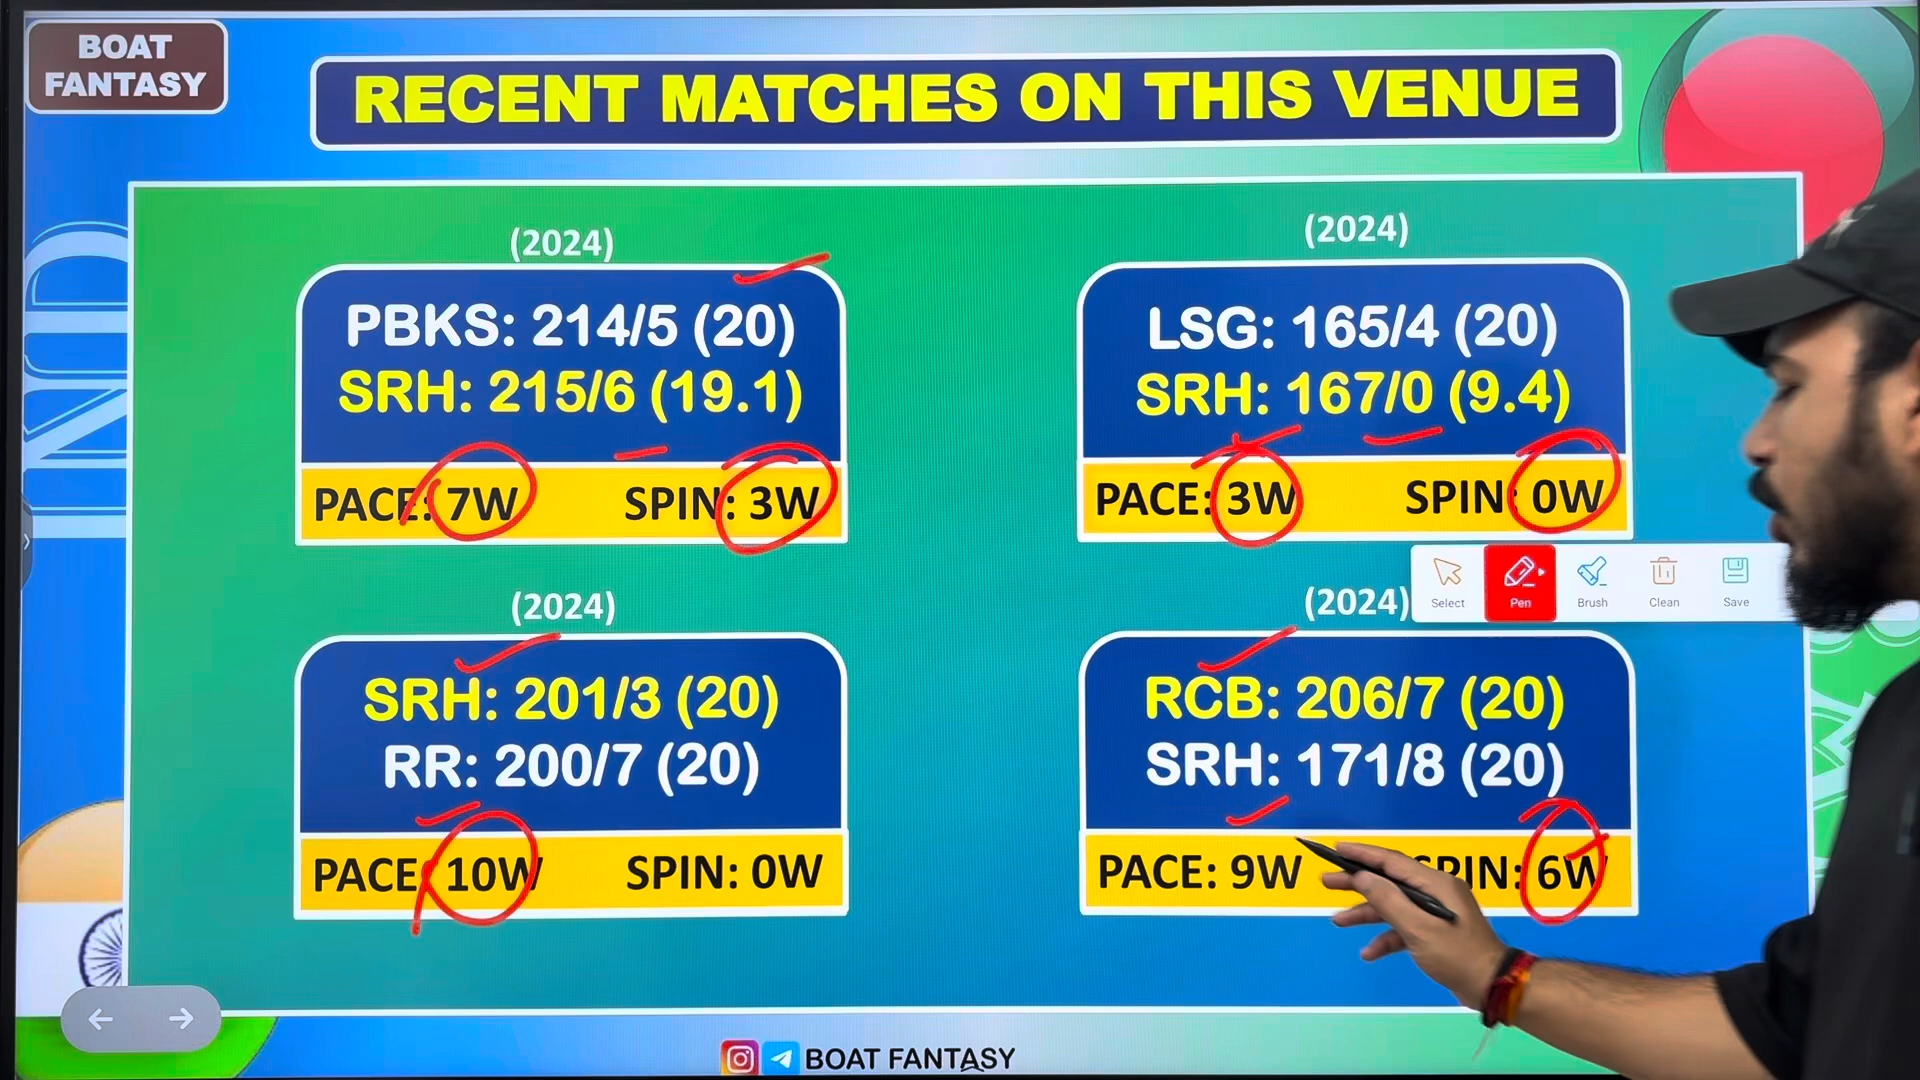 BOAT
FANTASY
RECENT MATCHES ON THIS VENUE
IND
(2024)
PBKS: 214/5 (20)
SRH: 215/6 (19.1)
PACE: 7W SPIN: 3W
(2024)
LSG: 165/4 (20)
SRH: 167/0 (9.4)
PACE: 3W SPIN: 0W
Select Pen Brush Clean Save
(2024)
SRH: 201/3 (20)
RR: 200/7 (20)
PACE: 10W SPIN: 0W
(2024)
RCB: 206/7 (20)
SRH: 171/8 (20)
PACE: 9W SPIN: 6W
BOAT FANTASY